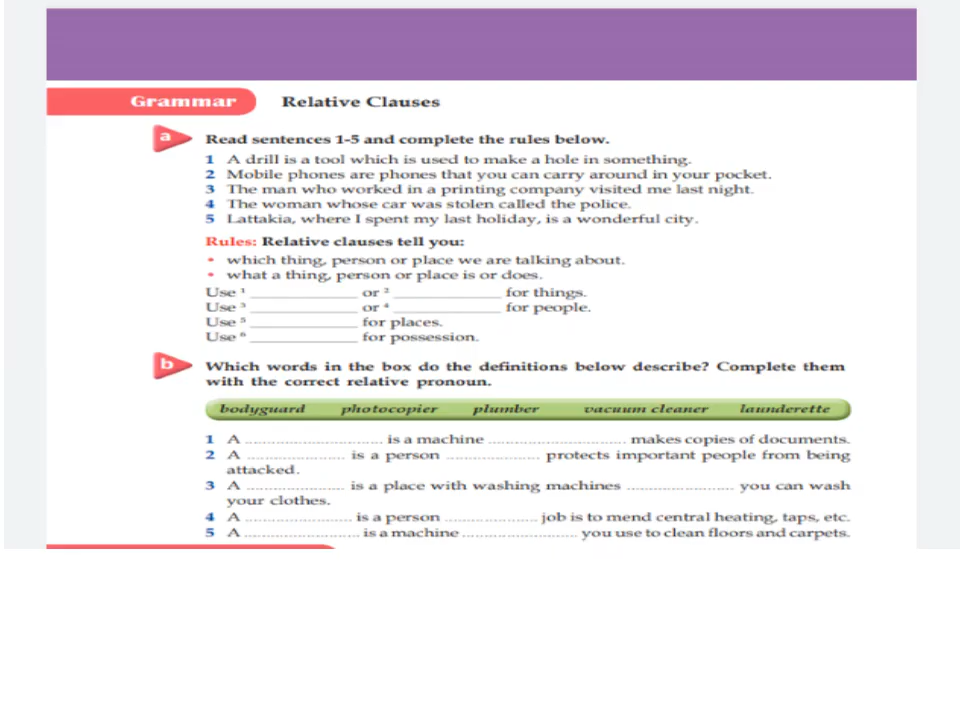 Grammar Relative Clauses
a Read sentences 1-5 and complete the rules below.
1 A drill is a tool which is used to make a hole in something.
2 Mobile phones are phones that you can carry around in your pocket.
3 The man who worked in a printing company visited me last night.
4 The woman whose car was stolen called the police.
5 Lattakia, where I spent my last holiday, is a wonderful city.
Rules: Relative clauses tell you:
• which thing, person or place we are talking about.
• what a thing, person or place is or does.
Use ¹ ______________ or ² ______________ for things.
Use ³ ______________ or ⁴ ______________ for people.
Use ⁵ ______________ for places.
Use ⁶ ______________ for possession.
b Which words in the box do the definitions below describe? Complete them
with the correct relative pronoun.
bodyguard photocopier plumber vacuum cleaner launderette
1 A .............................. is a machine .............................. makes copies of documents.
2 A ..................... is a person .................... protects important people from being
attacked.
3 A ..................... is a place with washing machines ....................... you can wash
your clothes.
4 A ....................... is a person .................... job is to mend central heating, taps, etc.
5 A ......................... is a machine ......................... you use to clean floors and carpets.